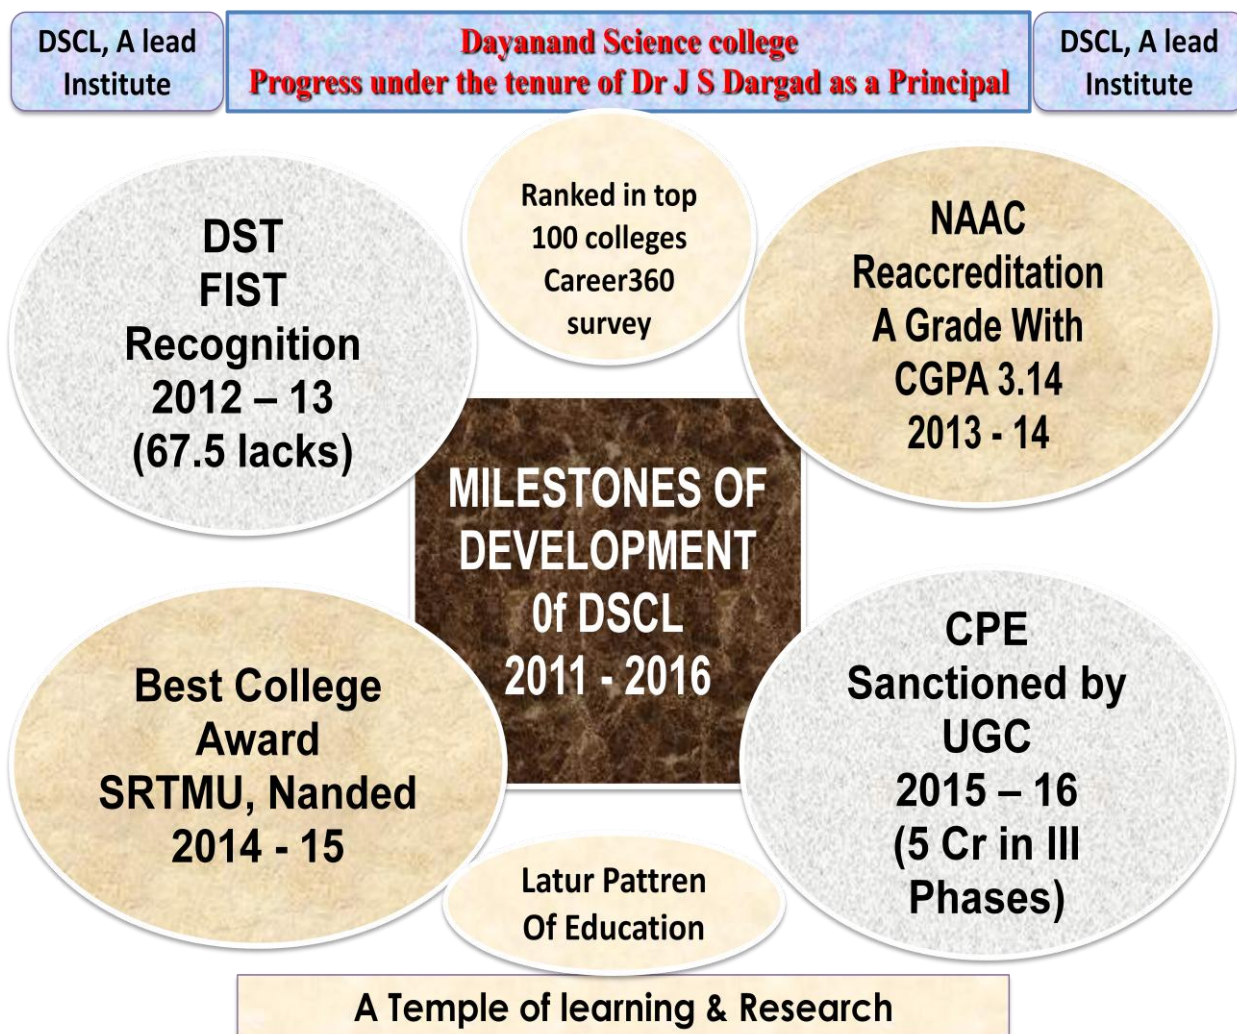 DSCL, A lead
Institute
Dayanand Science college
Progress under the tenure of Dr J S Dargad as a Principal
DSCL, A lead
Institute
DST
FIST
Recognition
2012 – 13
(67.5 lacks)
Ranked in top
100 colleges
Career360
survey
NAAC
Reaccreditation
A Grade With
CGPA 3.14
2013 - 14
MILESTONES OF
DEVELOPMENT
0f DSCL
2011 - 2016
Best College
Award
SRTMU, Nanded
2014 - 15
CPE
Sanctioned by
UGC
2015 – 16
(5 Cr in III
Phases)
Latur Pattren
Of Education
A Temple of learning & Research